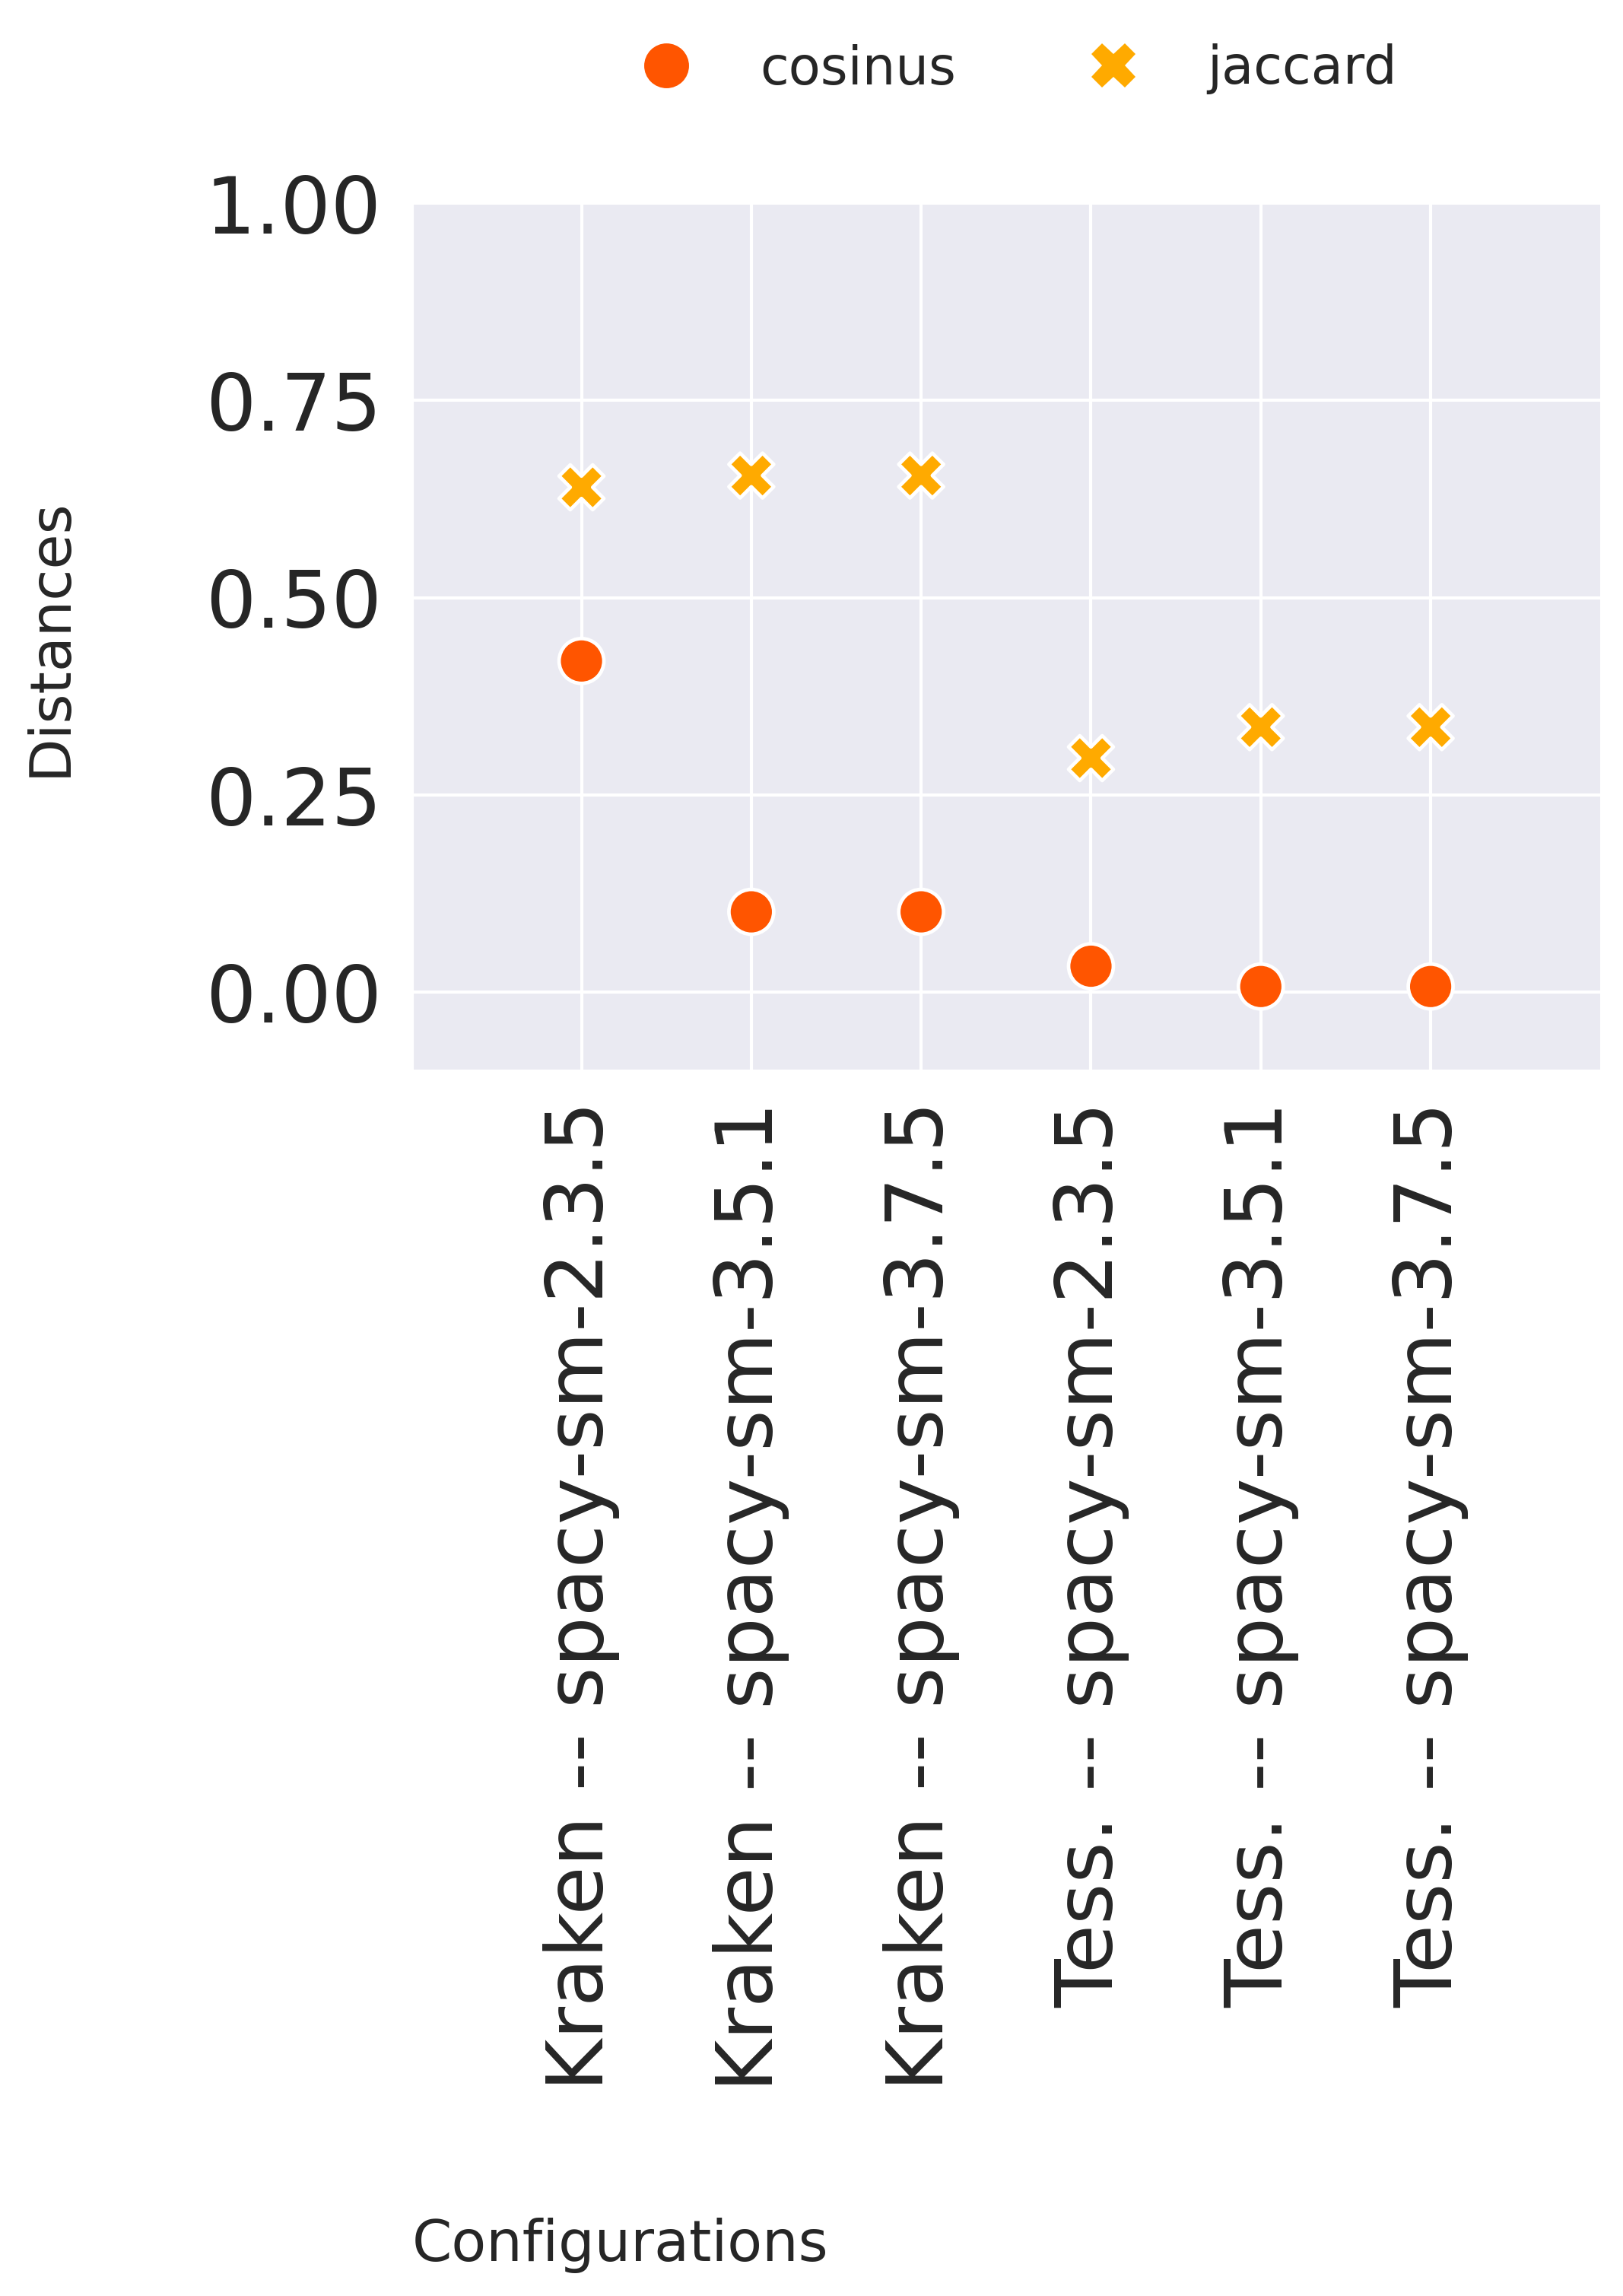 cosinus jaccard
1.00
0.75
0.50
0.25
0.00
Distances
Kraken -- spacy-sm-2.3.5
Kraken -- spacy-sm-3.5.1
Kraken -- spacy-sm-3.7.5
Tess. -- spacy-sm-2.3.5
Tess. -- spacy-sm-3.5.1
Tess. -- spacy-sm-3.7.5
Configurations